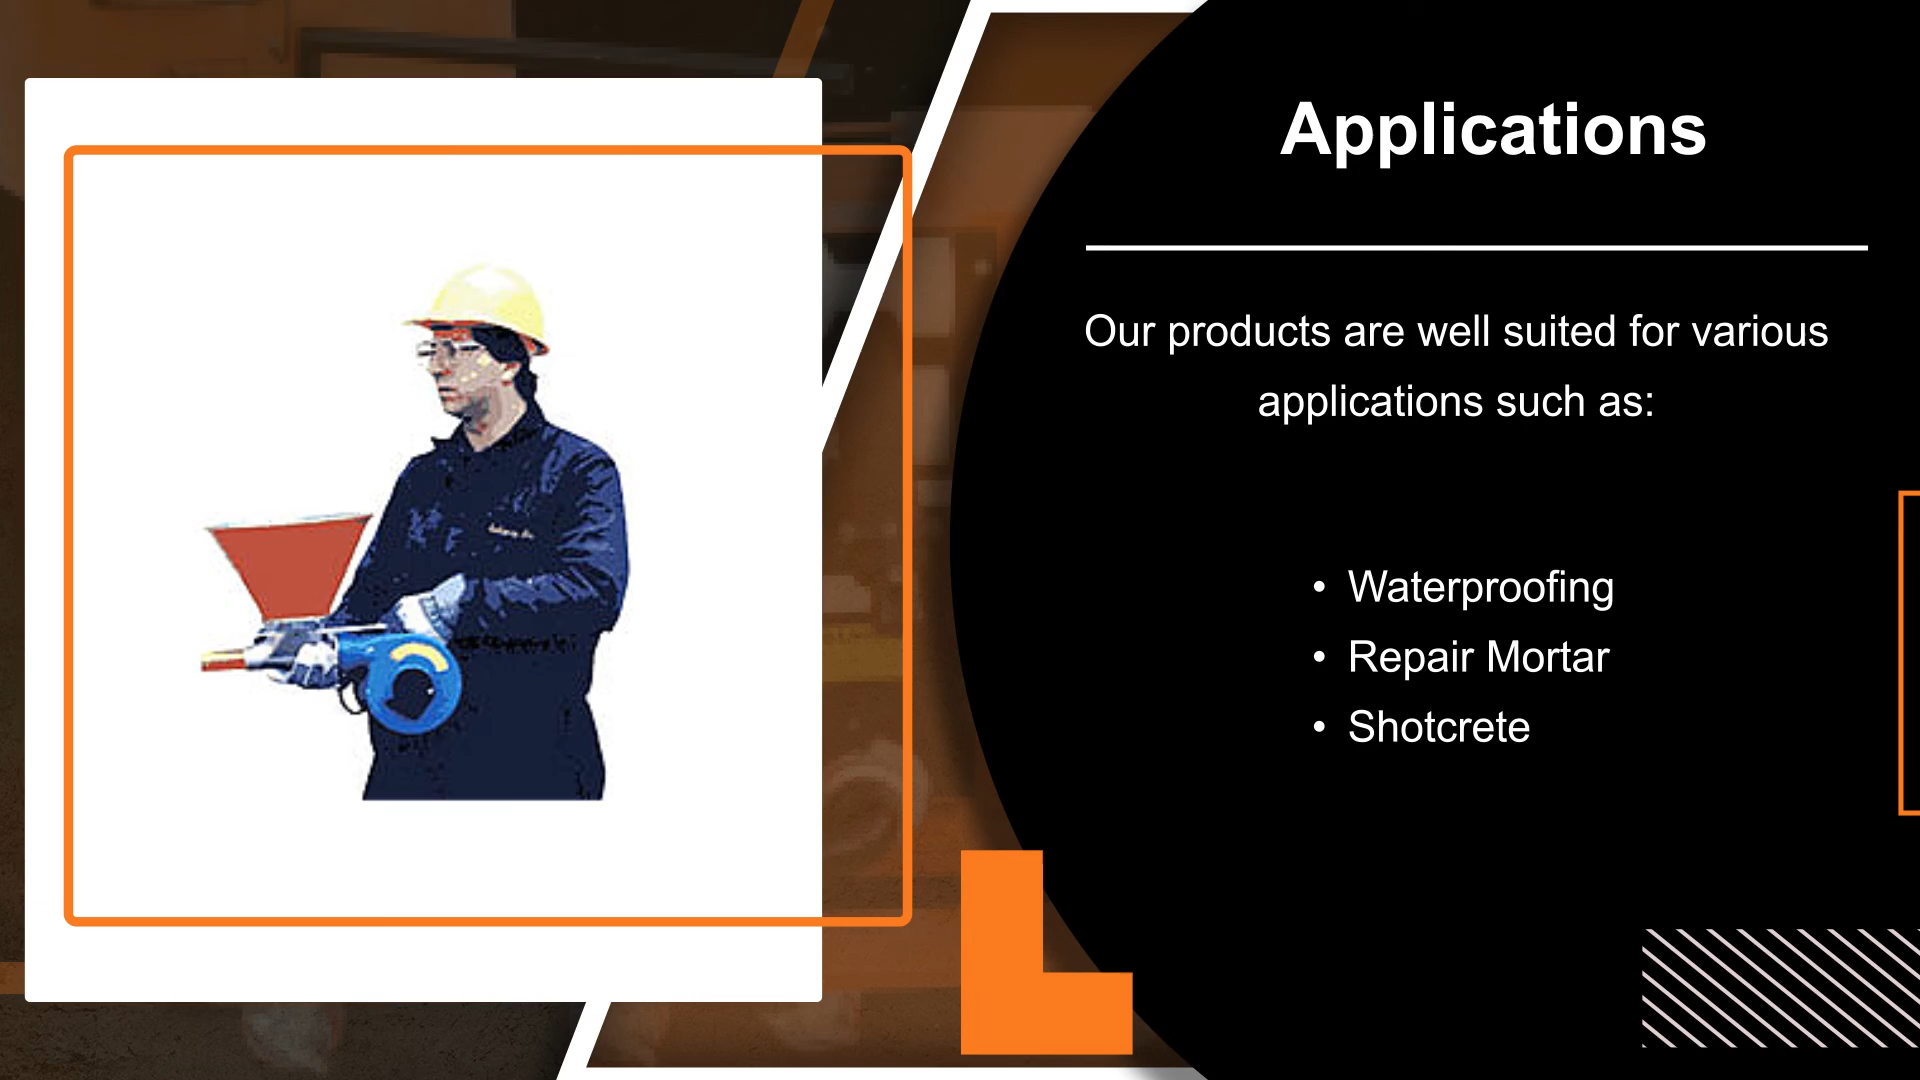 Applications
Our products are well suited for various
applications such as:
• Waterproofing
• Repair Mortar
• Shotcrete